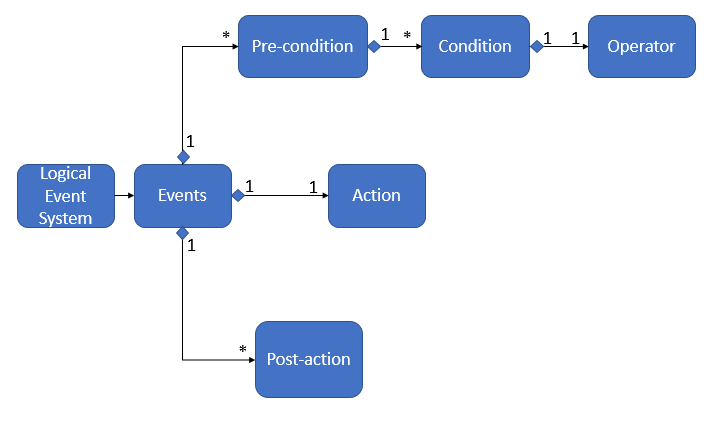 * Pre-condition 1 * Condition 1 1 Operator
1
Logical
Event
System
Events 1 1 Action
1
* Post-action